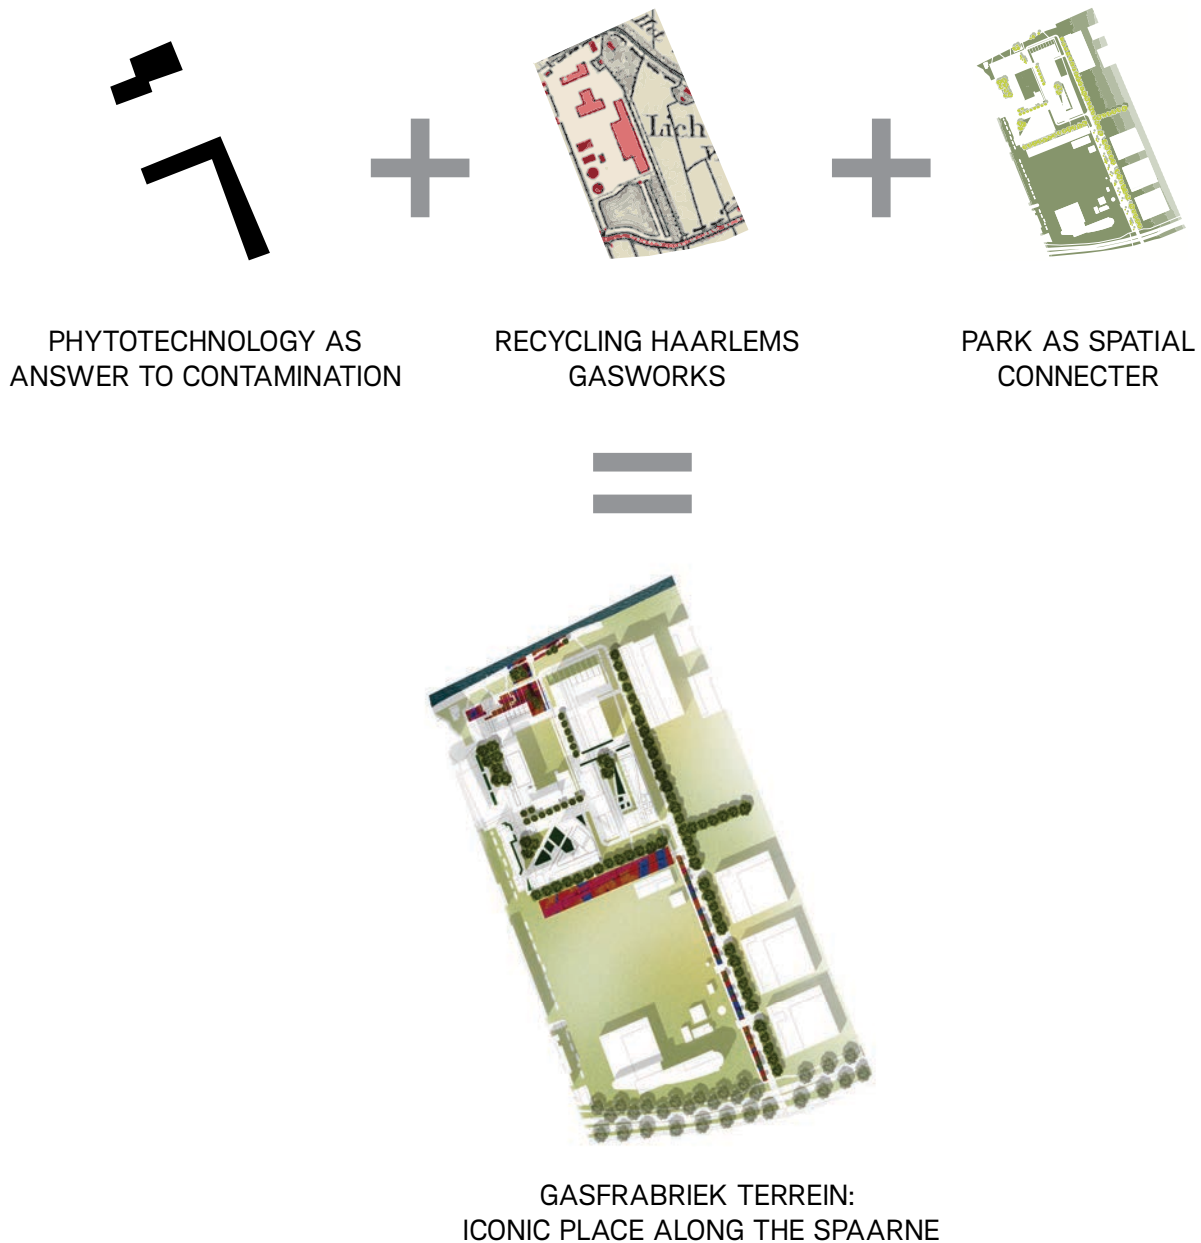 Lich
PHYTOTECHNOLOGY AS
ANSWER TO CONTAMINATION
RECYCLING HAARLEMS
GASWORKS
PARK AS SPATIAL
CONNECTER
GASFRABRIEK TERREIN:
ICONIC PLACE ALONG THE SPAARNE